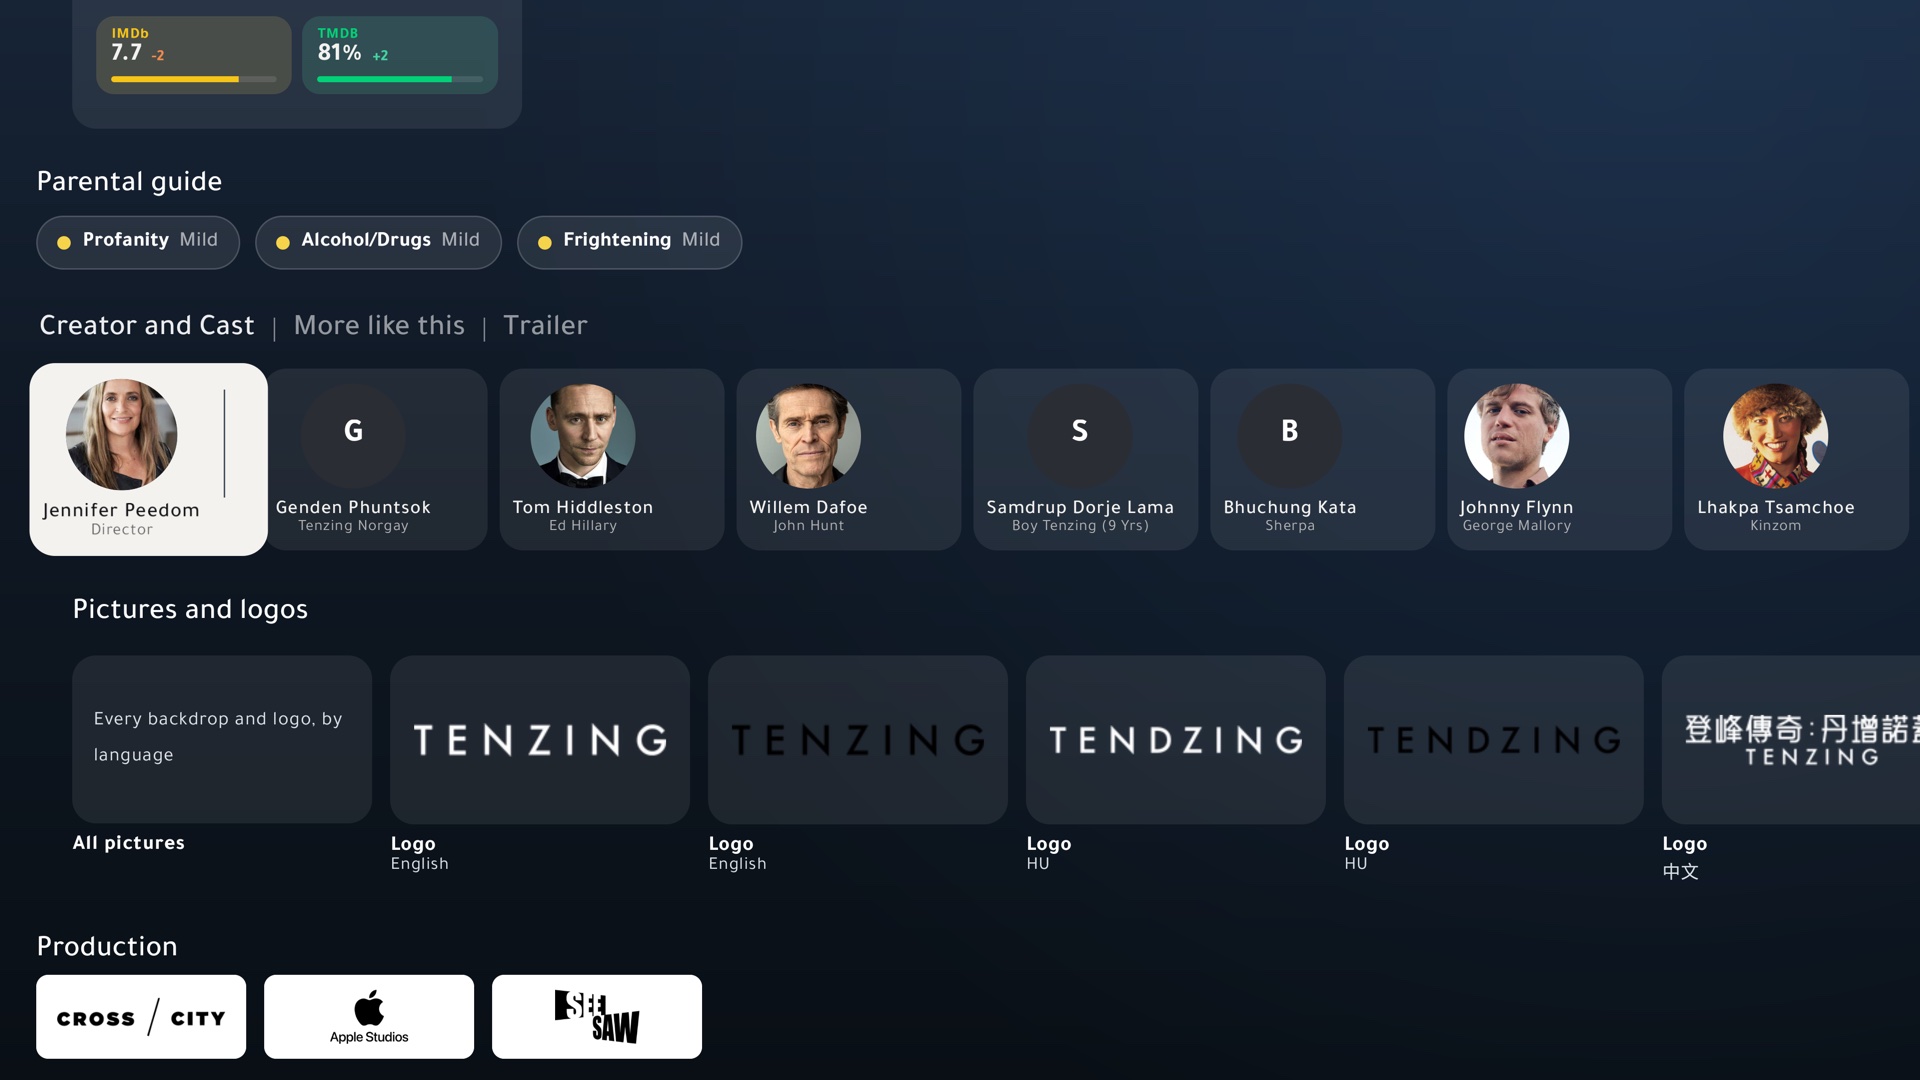 IMDb
7.7 -2
TMDB
81% +2
Parental guide
Profanity Mild
Alcohol/Drugs Mild
Frightening Mild
Creator and Cast | More like this | Trailer
Jennifer Peedom
Director
G
Genden Phuntsok
Tenzing Norgay
Tom Hiddleston
Ed Hillary
Willem Dafoe
John Hunt
S
Samdrup Dorje Lama
Boy Tenzing (9 Yrs)
B
Bhuchung Kata
Sherpa
Johnny Flynn
George Mallory
Lhakpa Tsamchoe
Kinzom
Pictures and logos
Every backdrop and logo, by
language
All pictures
TENZING
Logo
English
TENZING
Logo
English
TENDZING
Logo
HU
TENDZING
Logo
HU
登峰傳奇:丹增諾
TENZING
Logo
中文
Production
CROSS / CITY
Apple Studios
SEE
SAW